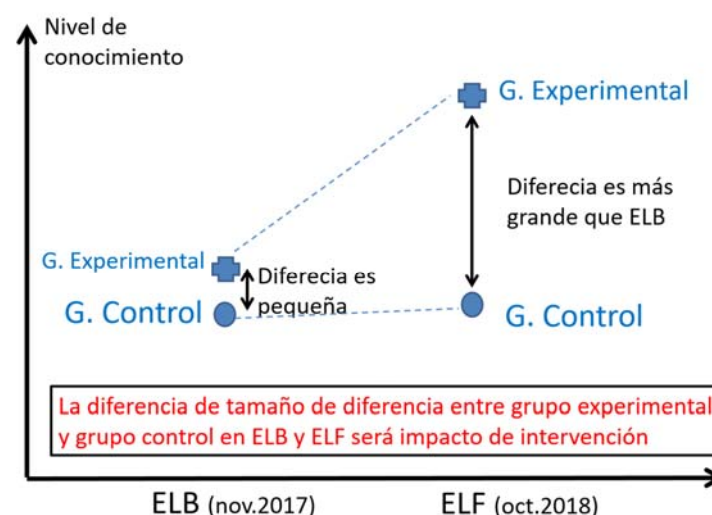 Nivel de
conocimiento
G. Experimental
Diferecia es más
grande que ELB
G. Experimental
Diferecia es
pequeña
G. Control
G. Control
La diferencia de tamaño de diferencia entre grupo experimental
y grupo control en ELB y ELF será impacto de intervención
ELB (nov.2017)
ELF (oct.2018)